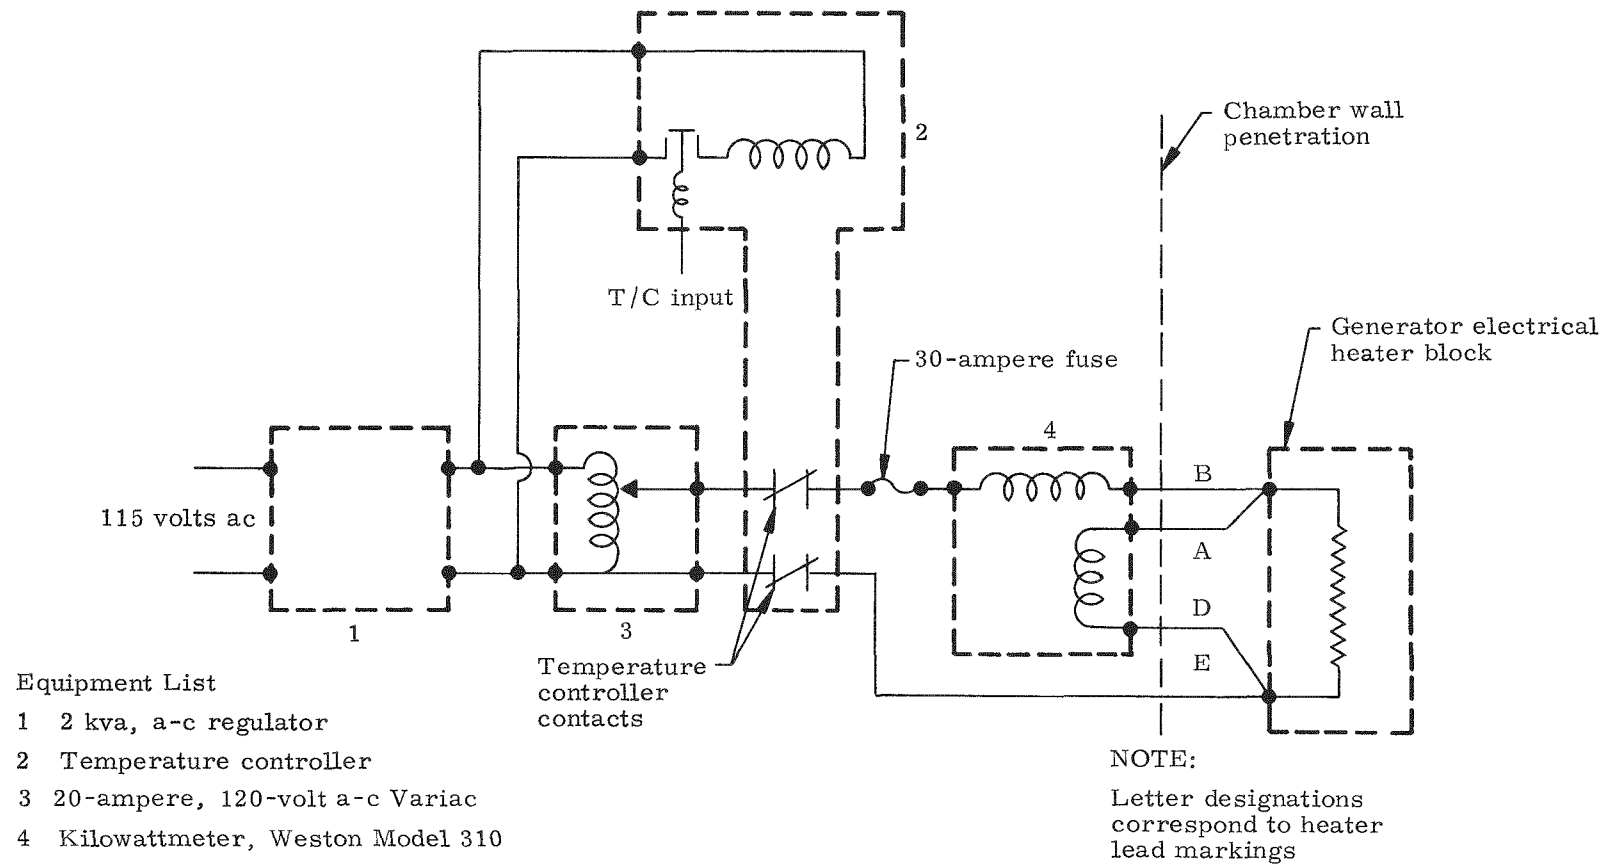 2
Chamber wall
penetration
T/C input
Generator electrical
heater block
30-ampere fuse
4
B
115 volts ac
A
D
1
3
E
Temperature
controller
contacts
Equipment List
1 2 kva, a-c regulator
2 Temperature controller
3 20-ampere, 120-volt a-c Variac
4 Kilowattmeter, Weston Model 310
NOTE:
Letter designations
correspond to heater
lead markings